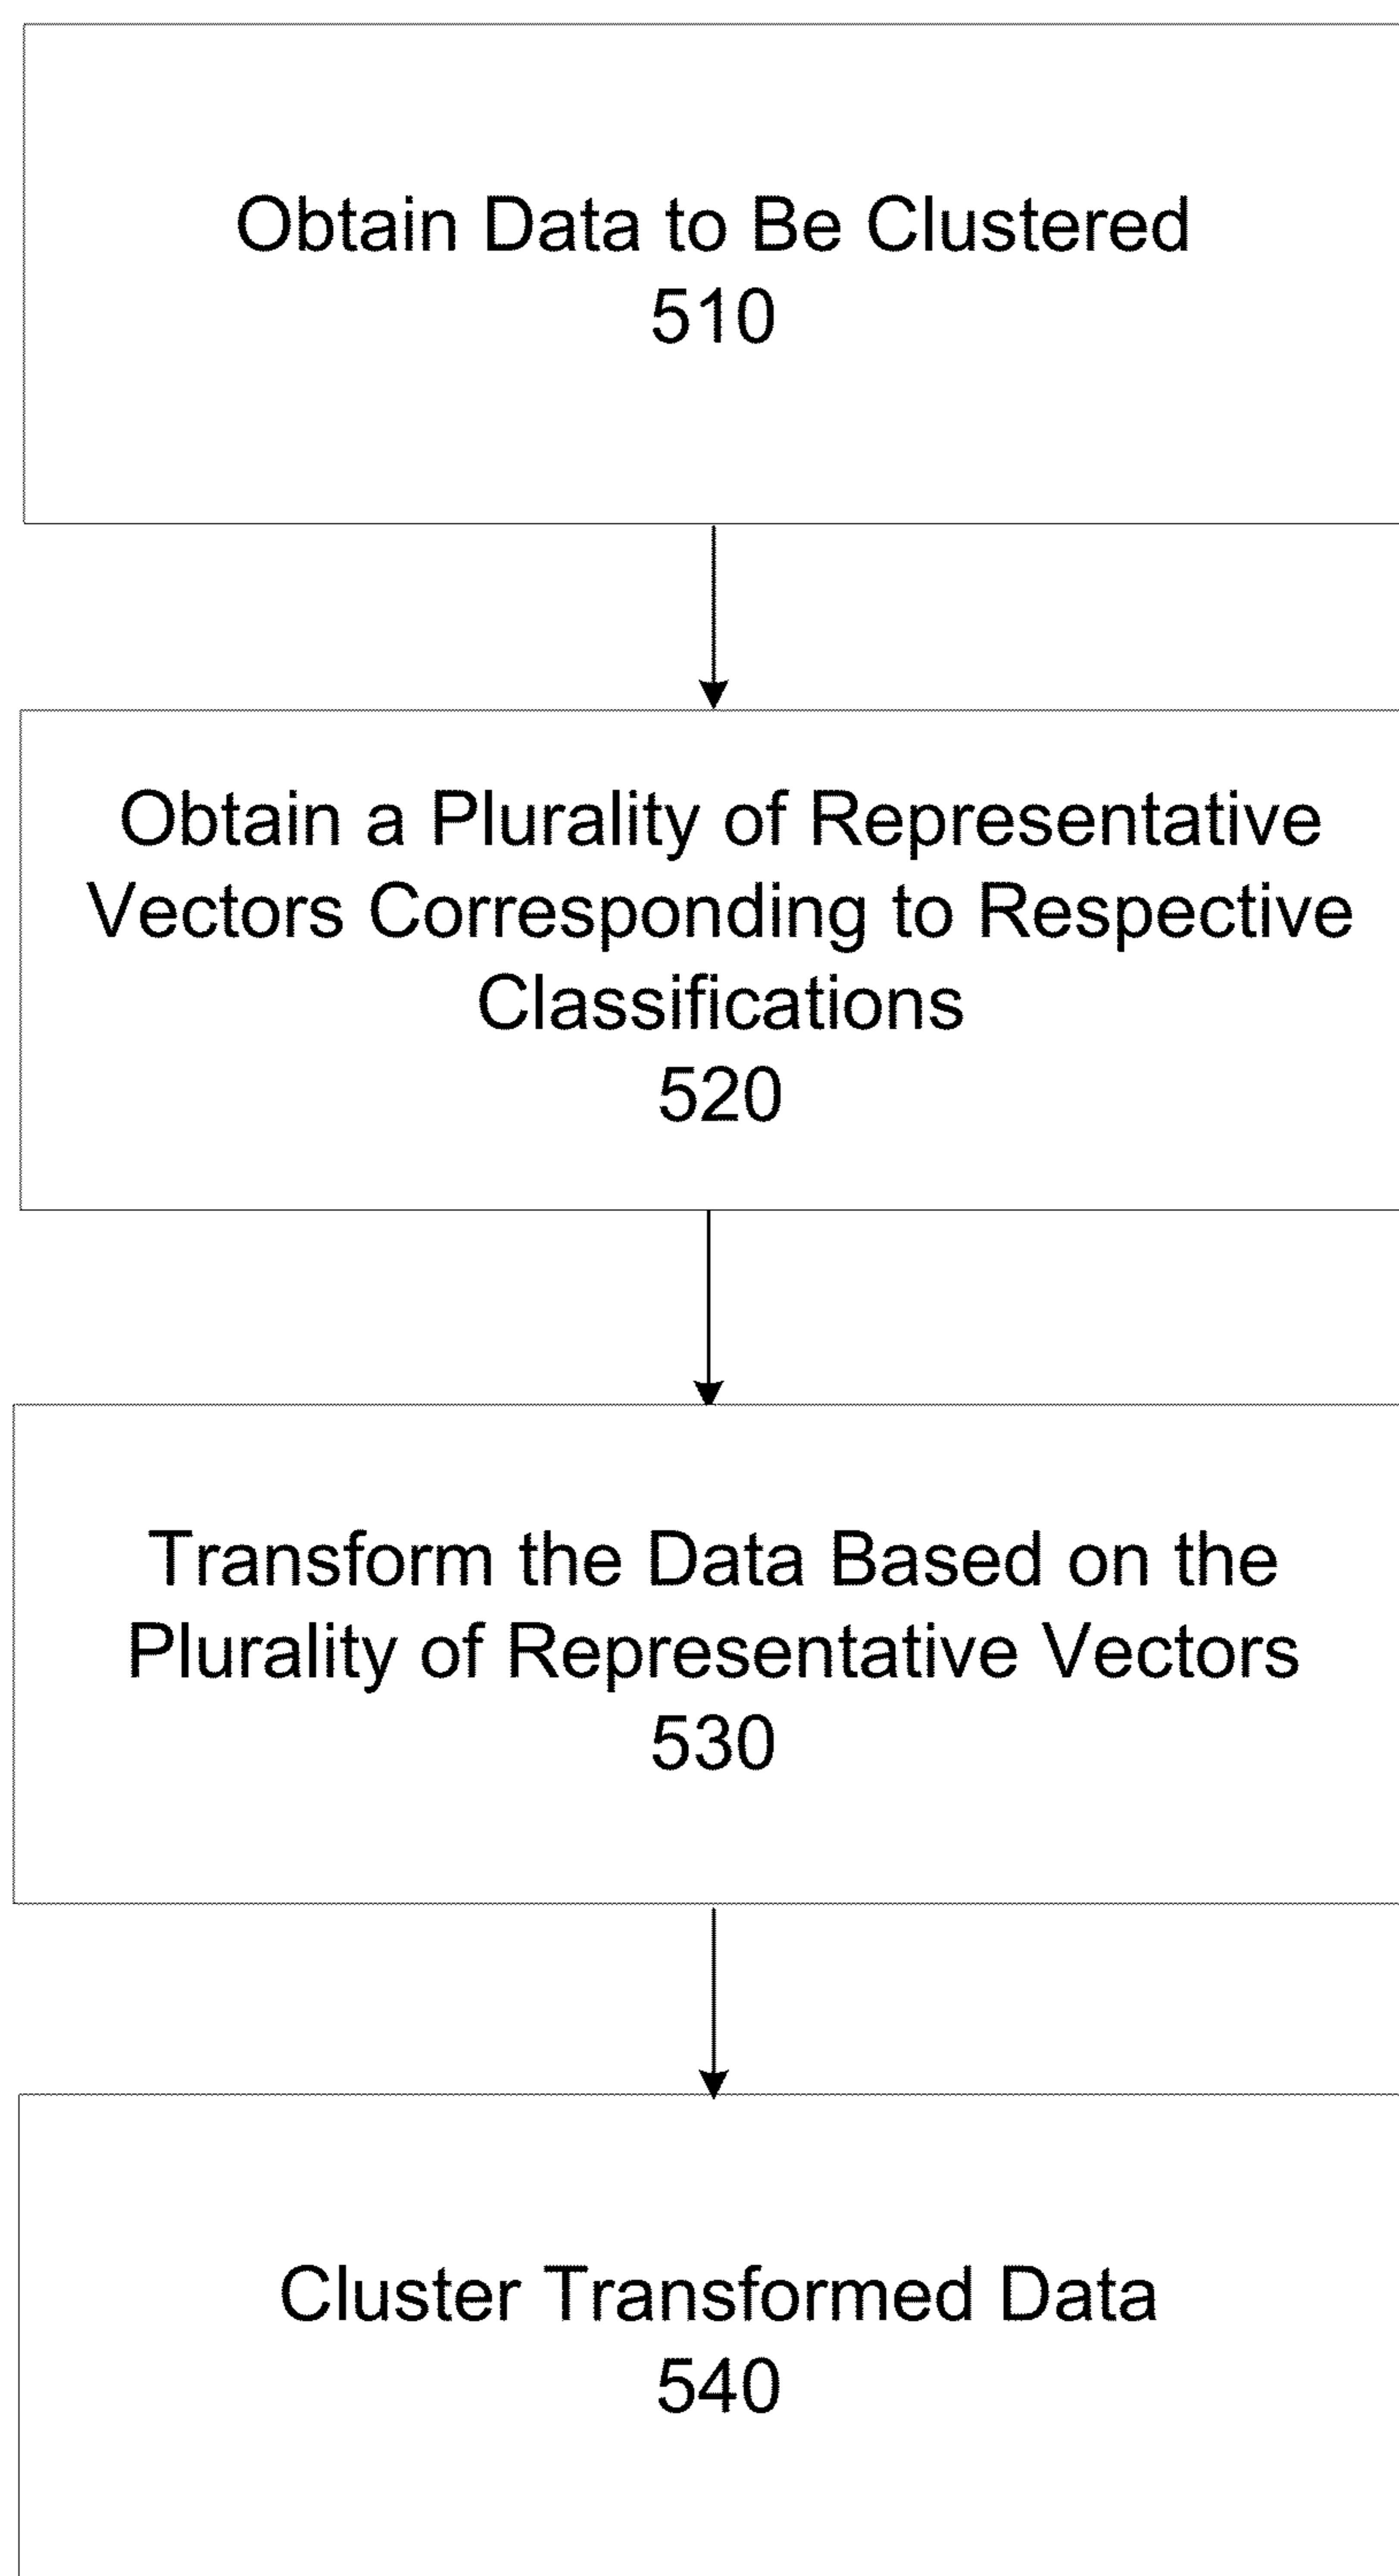 Obtain Data to Be Clustered
510
Obtain a Plurality of Representative
Vectors Corresponding to Respective
Classifications
520
Transform the Data Based on the
Plurality of Representative Vectors
530
Cluster Transformed Data
540